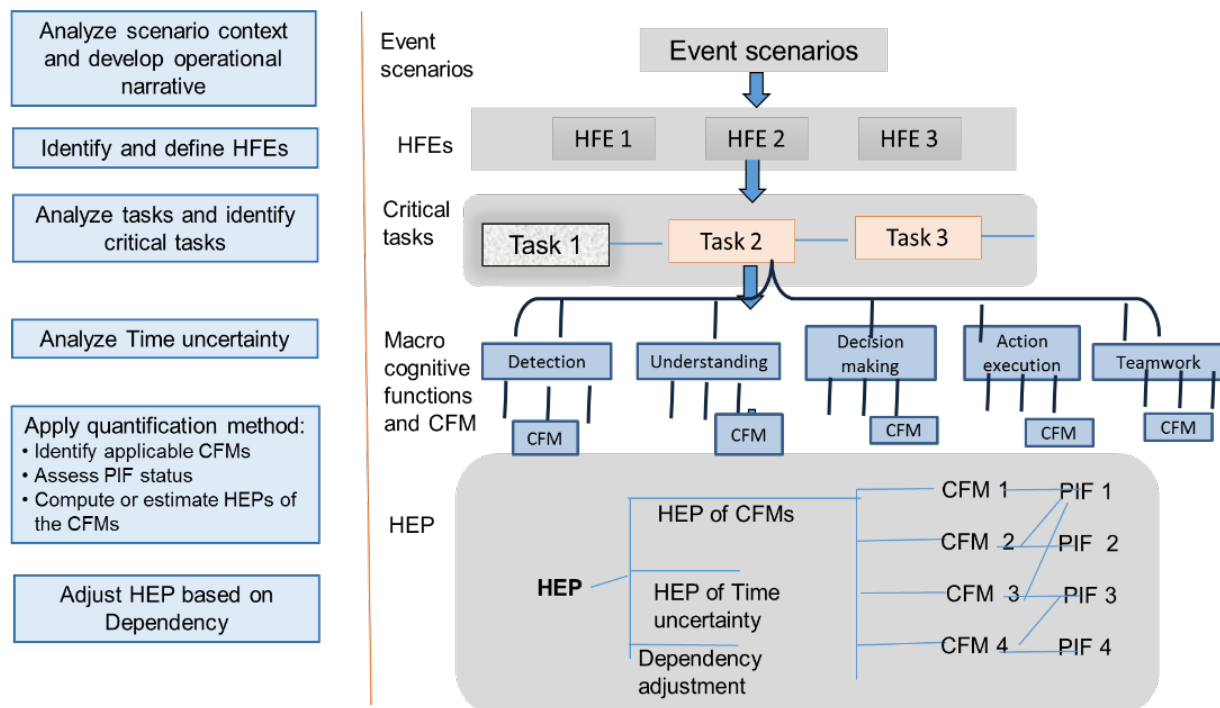 Analyze scenario context
and develop operational
narrative
Identify and define HFEs
Analyze tasks and identify
critical tasks
Analyze Time uncertainty
Apply quantification method:
• Identify applicable CFMs
• Assess PIF status
• Compute or estimate HEPs of
the CFMs
Adjust HEP based on
Dependency
Event
scenarios
Event scenarios
HFEs
HFE 1
HFE 2
HFE 3
Critical
tasks
Task 1
Task 2
Task 3
Macro
cognitive
functions
and CFM
Detection
Understanding
Decision
making
Action
execution
Teamwork
CFM
CFM
CFM
CFM
CFM
HEP
HEP
HEP of CFMs
HEP of Time
uncertainty
Dependency
adjustment
CFM 1
PIF 1
CFM 2
PIF 2
CFM 3
PIF 3
CFM 4
PIF 4